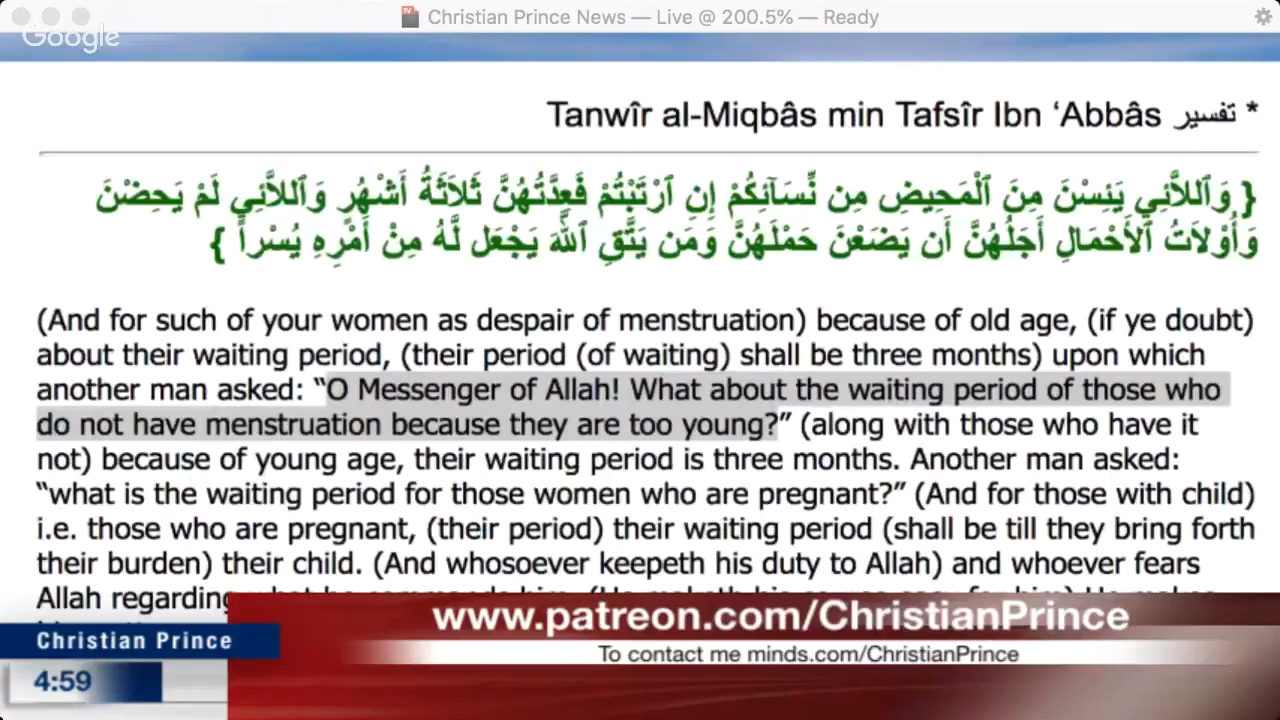 Christian Prince News — Live @ 200.5% — Ready
Google
* تفسير Tanwîr al-Miqbâs min Tafsîr Ibn ‘Abbâs
{ وَٱللاَّئِي يَئِسْنَ مِنَ ٱلْمَحِيضِ مِن نِّسَآئِكُمْ إِنِ ٱرْتَبْتُمْ فَعِدَّتُهُنَّ ثَلاَثَةُ أَشْهُرٍ وَٱللاَّئِي لَمْ يَحِضْنَ
وَأُوْلاَتُ ٱلأَحْمَالِ أَجَلُهُنَّ أَن يَضَعْنَ حَمْلَهُنَّ وَمَن يَتَّقِ ٱللَّهَ يَجْعَل لَّهُ مِنْ أَمْرِهِ يُسْراً }
(And for such of your women as despair of menstruation) because of old age, (if ye doubt)
about their waiting period, (their period (of waiting) shall be three months) upon which
another man asked: “O Messenger of Allah! What about the waiting period of those who
do not have menstruation because they are too young?” (along with those who have it
not) because of young age, their waiting period is three months. Another man asked:
“what is the waiting period for those women who are pregnant?” (And for those with child)
i.e. those who are pregnant, (their period) their waiting period (shall be till they bring forth
their burden) their child. (And whosoever keepeth his duty to Allah) and whoever fears
Allah regarding
www.patreon.com/ChristianPrince
Christian Prince
To contact me minds.com/ChristianPrince
4:59